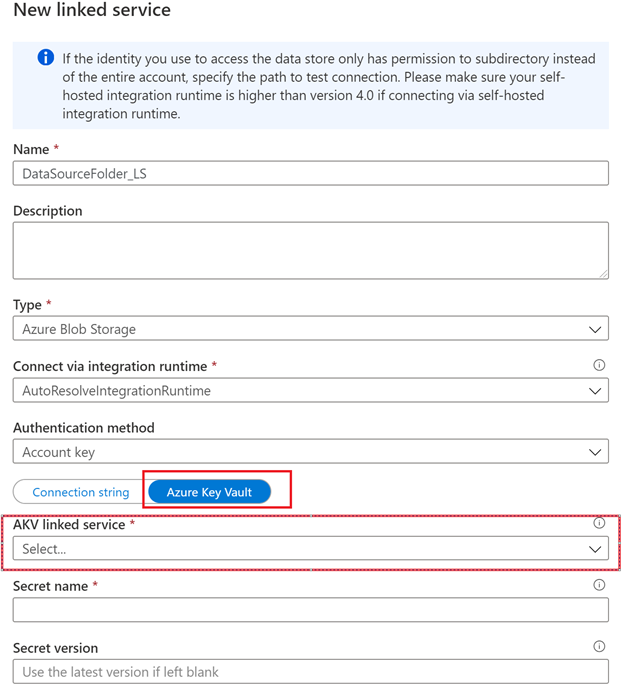 New linked service
If the identity you use to access the data store only has permission to subdirectory instead
of the entire account, specify the path to test connection. Please make sure your self-
hosted integration runtime is higher than version 4.0 if connecting via self-hosted
integration runtime.
Name *
DataSourceFolder_LS
Description
Type *
Azure Blob Storage
Connect via integration runtime *
AutoResolveIntegrationRuntime
Authentication method
Account key
Connection string Azure Key Vault
AKV linked service *
Select...
Secret name *
Secret version
Use the latest version if left blank